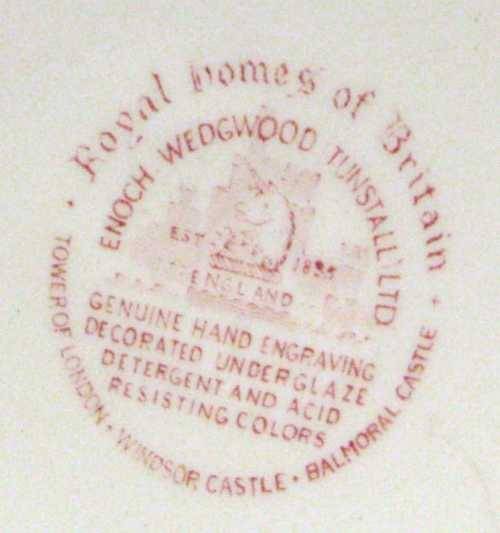 Royal homes of Britain
ENOCH WEDGWOOD TUNSTALL LTD
EST 1835
ENGLAND
GENUINE HAND ENGRAVING
DECORATED UNDERGLAZE
DETERGENT AND ACID
RESISTING COLORS
TOWER OF LONDON · WINDSOR CASTLE · BALMORAL CASTLE